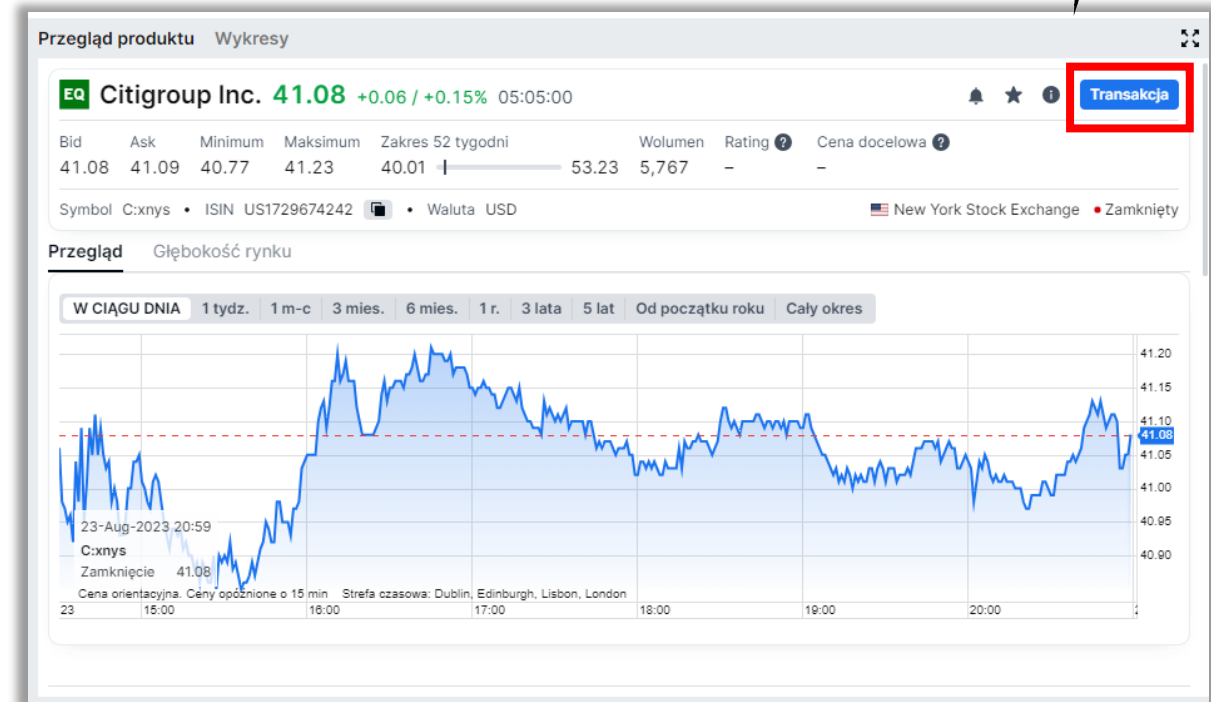 Przegląd produktu Wykresy
EQ Citigroup Inc. 41.08 +0.06 / +0.15% 05:05:00 Transakcja
Bid Ask Minimum Maksimum Zakres 52 tygodni Wolumen Rating ? Cena docelowa ?
41.08 41.09 40.77 41.23 40.01 53.23 5,767 – –
Symbol C:xnys • ISIN US1729674242 • Waluta USD New York Stock Exchange • Zamknięty
Przegląd Głębokość rynku
W CIĄGU DNIA 1 tydz. 1 m-c 3 mies. 6 mies. 1 r. 3 lata 5 lat Od początku roku Cały okres
41.20
41.15
41.10
41.08
41.05
41.00
40.95
40.90
23-Aug-2023 20:59
C:xnys
Zamknięcie 41.08
Cena orientacyjna. Ceny opóźnione o 15 min Strefa czasowa: Dublin, Edinburgh, Lisbon, London
23 15:00 16:00 17:00 18:00 19:00 20:00